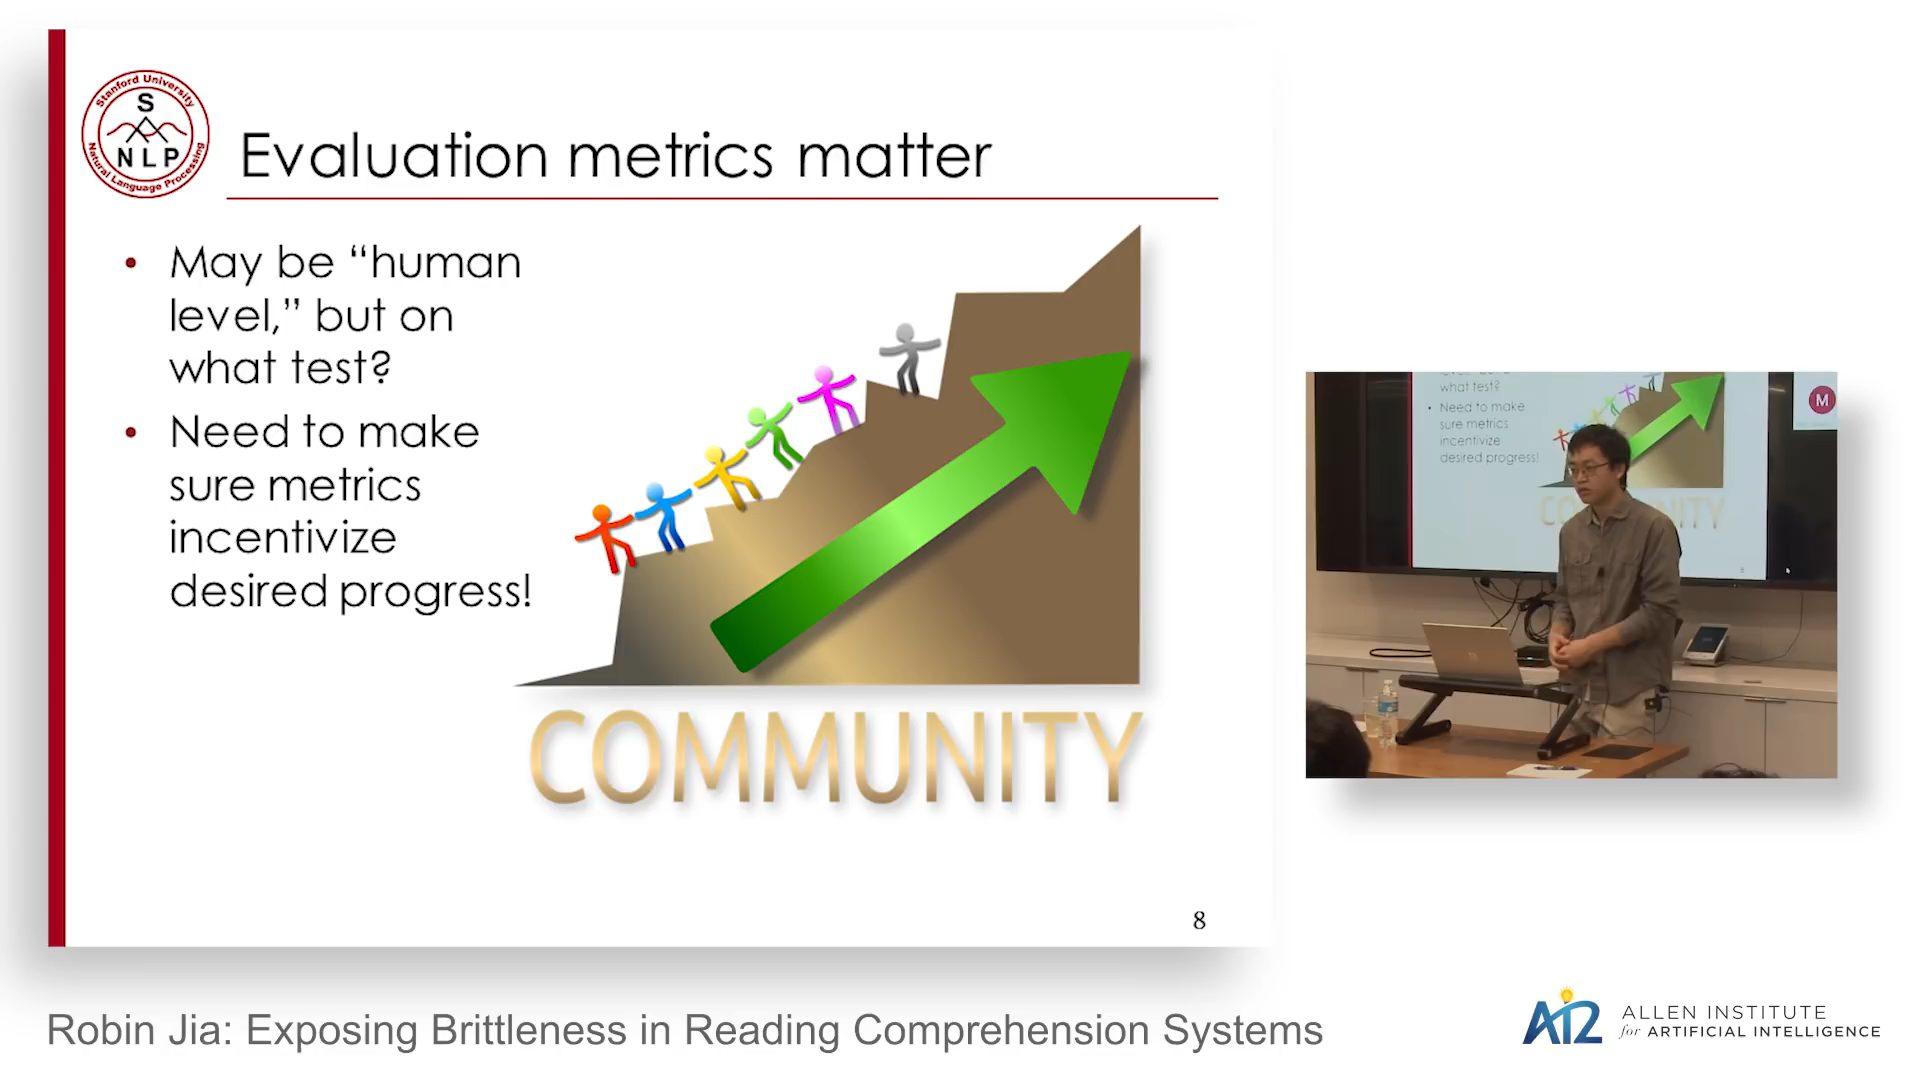 Stanford University
S
NLP
Natural Language Processing
Evaluation metrics matter
• May be “human
level,” but on
what test?
• Need to make
sure metrics
incentivize
desired progress!
COMMUNITY
8
what test?
• Need to make
sure metrics
incentivize
desired progress!
COMMUNITY
M
Robin Jia: Exposing Brittleness in Reading Comprehension Systems
AI2
ALLEN INSTITUTE
for ARTIFICIAL INTELLIGENCE